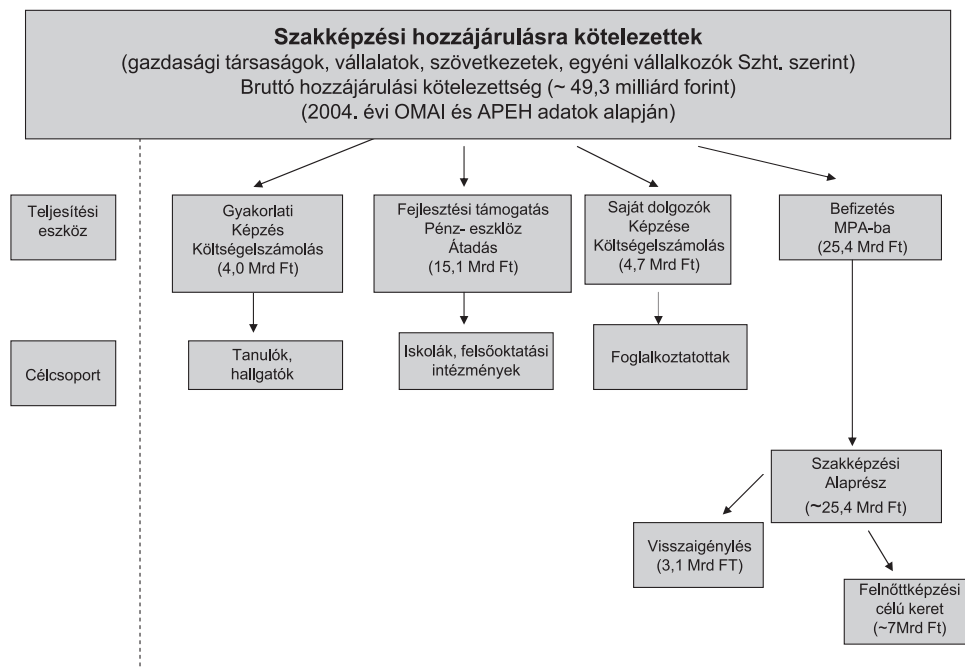 Szakképzési hozzájárulásra kötelezettek
(gazdasági társaságok, vállalatok, szövetkezetek, egyéni vállalkozók Szht. szerint)
Bruttó hozzájárulási kötelezettség (~ 49,3 milliárd forint)
(2004. évi OMAI és APEH adatok alapján)
Teljesítési
eszköz
Gyakorlati
Képzés
Költségelszámolás
(4,0 Mrd Ft)
Fejlesztési támogatás
Pénz- eszklöz
Átadás
(15,1 Mrd Ft)
Saját dolgozók
Képzése
Költségelszámolás
(4,7 Mrd Ft)
Befizetés
MPA-ba
(25,4 Mrd Ft)
Célcsoport
Tanulók,
hallgatók
Iskolák, felsőoktatási
intézmények
Foglalkoztatottak
Szakképzési
Alaprész
(~25,4 Mrd Ft)
Visszaigénylés
(3,1 Mrd FT)
Felnőttképzési
célú keret
(~7Mrd Ft)